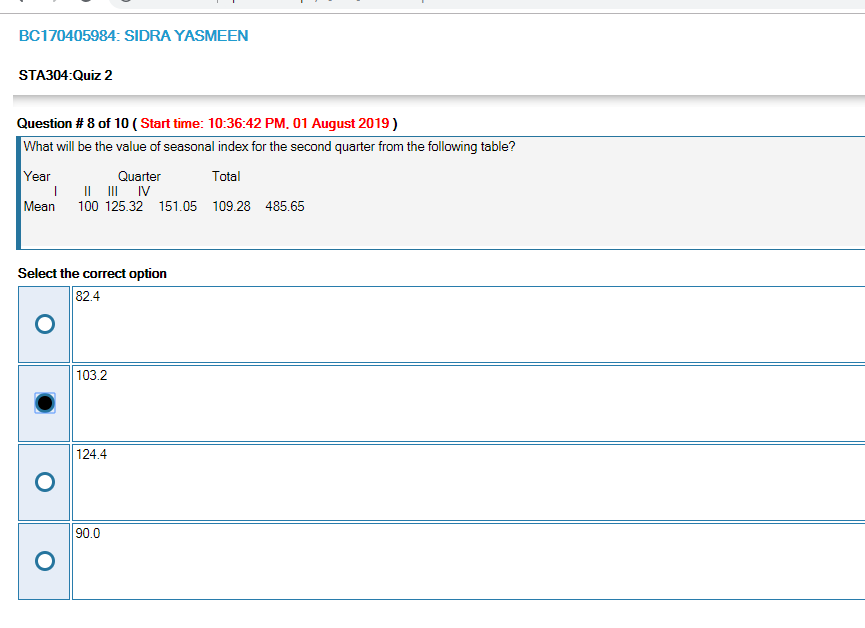 BC170405984: SIDRA YASMEEN
STA304:Quiz 2
Question # 8 of 10 ( Start time: 10:36:42 PM, 01 August 2019 )
What will be the value of seasonal index for the second quarter from the following table?
Year Quarter Total
I II III IV
Mean 100 125.32 151.05 109.28 485.65
Select the correct option
82.4
103.2
124.4
90.0